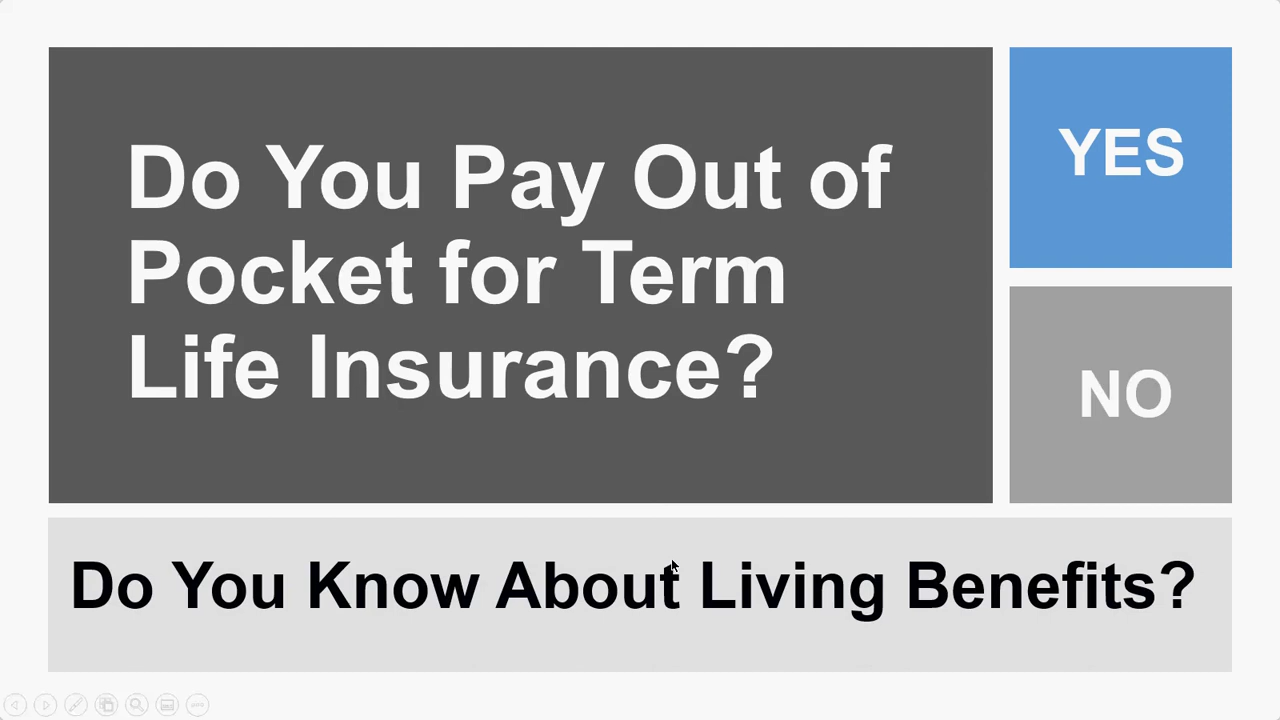 Do You Pay Out of
Pocket for Term
Life Insurance?
YES
NO
Do You Know About Living Benefits?